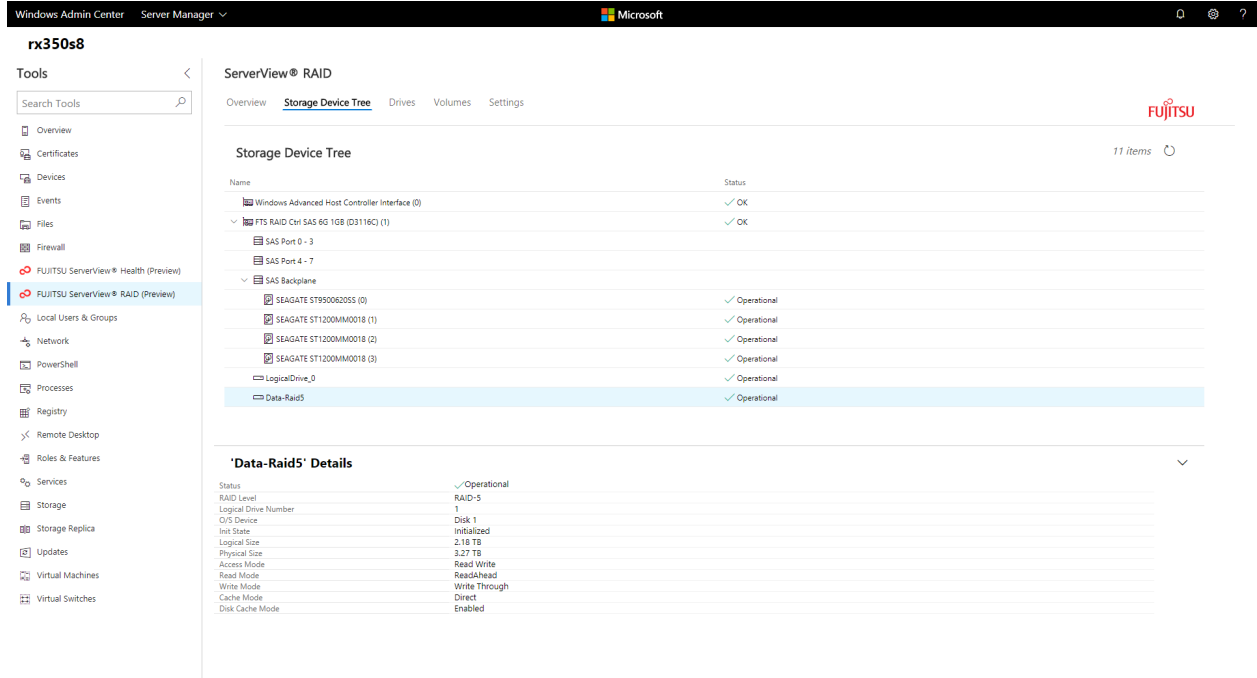 Windows Admin Center Server Manager Microsoft ?
rx350s8
Tools
Search Tools
Overview
Certificates
Devices
Events
Files
Firewall
FUJITSU ServerView® Health (Preview)
FUJITSU ServerView® RAID (Preview)
Local Users & Groups
Network
PowerShell
Processes
Registry
Remote Desktop
Roles & Features
Services
Storage
Storage Replica
Updates
Virtual Machines
Virtual Switches
ServerView® RAID
Overview Storage Device Tree Drives Volumes Settings
FUJITSU
Storage Device Tree 11 items
Name Status
Windows Advanced Host Controller Interface (0) OK
FTS RAID Ctrl SAS 6G 1GB (D3116C) (1) OK
SAS Port 0 - 3
SAS Port 4 - 7
SAS Backplane
SEAGATE ST9500620SS (0) Operational
SEAGATE ST1200MM0018 (1) Operational
SEAGATE ST1200MM0018 (2) Operational
SEAGATE ST1200MM0018 (3) Operational
LogicalDrive_0 Operational
Data-Raid5 Operational
'Data-Raid5' Details
Status Operational
RAID Level RAID-5
Logical Drive Number 1
O/S Device Disk 1
Init State Initialized
Logical Size 2.18 TB
Physical Size 3.27 TB
Access Mode Read Write
Read Mode ReadAhead
Write Mode Write Through
Cache Mode Direct
Disk Cache Mode Enabled